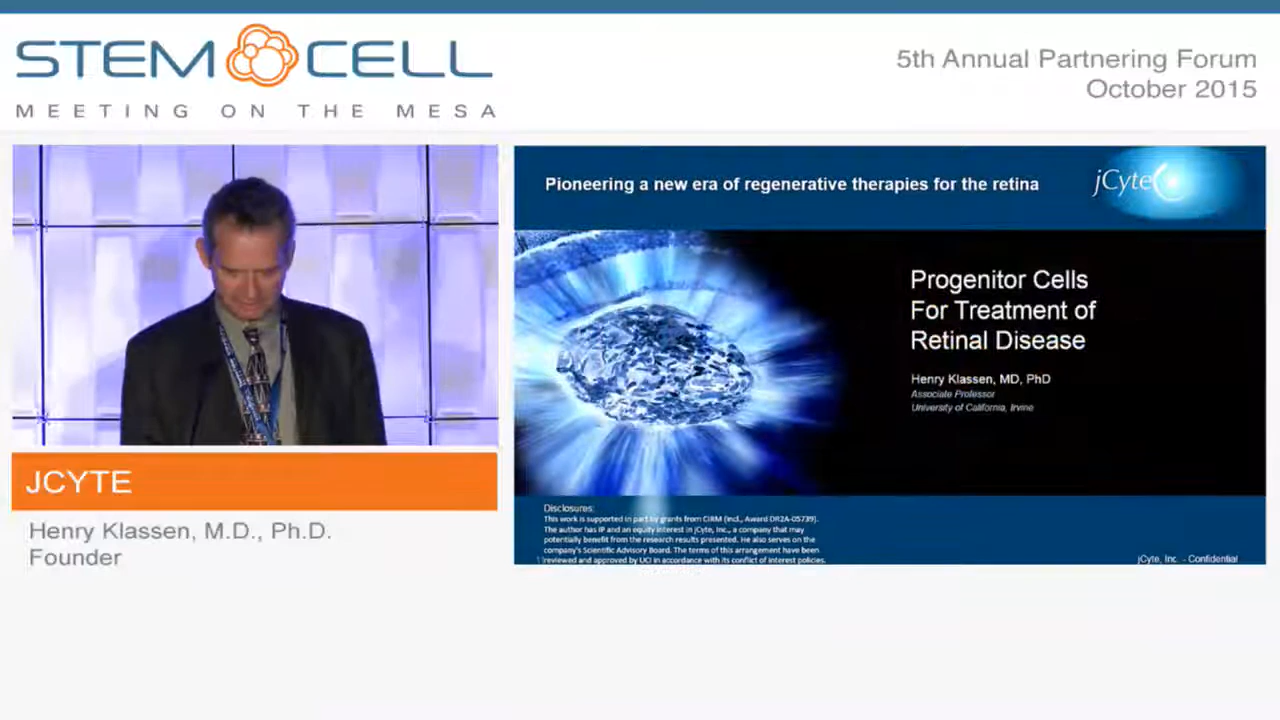 STEM CELL
MEETING ON THE MESA
5th Annual Partnering Forum
October 2015
Pioneering a new era of regenerative therapies for the retina
jCyte
Progenitor Cells
For Treatment of
Retinal Disease
Henry Klassen, MD, PhD
Associate Professor
University of California, Irvine
Disclosures:
This work is supported in part by grants from CIRM (incl., Award DR2A-05739).
The author has IP and an equity interest in jCyte, Inc., a company that may
potentially benefit from the research results presented. He also serves on the
company's Scientific Advisory Board. The terms of this arrangement have been
reviewed and approved by UCI in accordance with its conflict of interest policies.
jCyte, Inc. - Confidential
JCYTE
Henry Klassen, M.D., Ph.D.
Founder